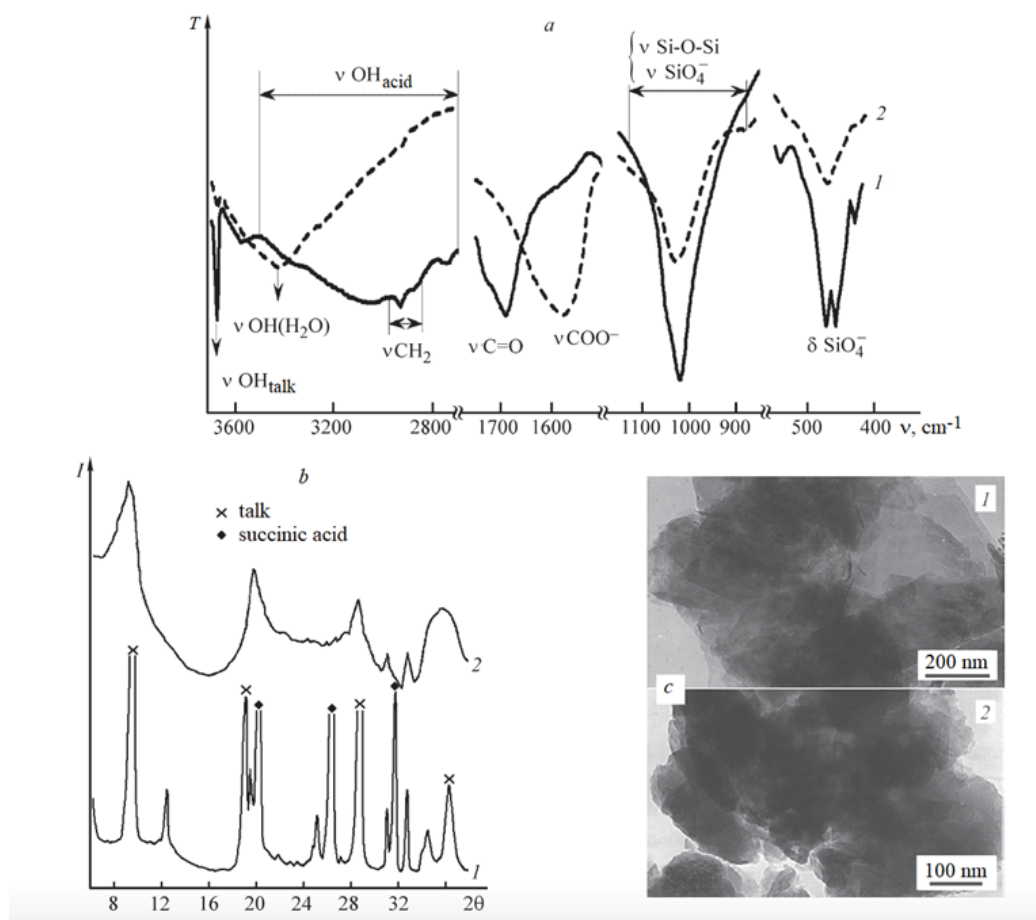 T
a
ν OHacid
{ν Si-O-Si
ν SiO4−
2
1
ν OH(H2O)
νCH2
ν C=O
νCOO−
δ SiO4−
ν OHtalk
3600 3200 2800 1700 1600 1100 1000 900 500 400 ν, cm-1
I
b
× talk
◆ succinic acid
2
1
8 12 16 20 24 28 32 2θ
1
200 nm
c
2
100 nm